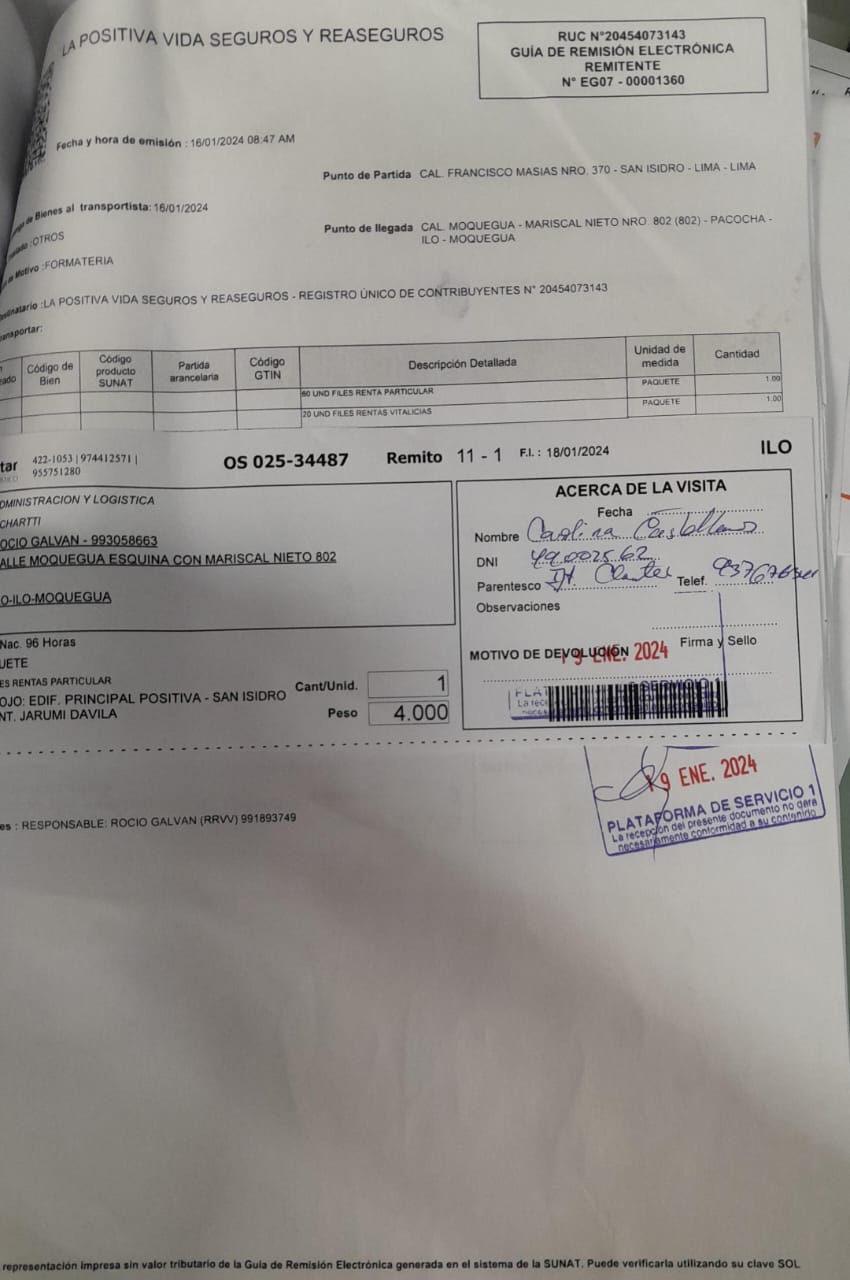 LA POSITIVA VIDA SEGUROS Y REASEGUROS
RUC N°20454073143
GUÍA DE REMISIÓN ELECTRÓNICA
REMITENTE
N° EG07 - 00001360
Fecha y hora de emisión : 16/01/2024 08:47 AM
Punto de Partida CAL. FRANCISCO MASIAS NRO. 370 - SAN ISIDRO - LIMA - LIMA
de Bienes al transportista: 16/01/2024
Punto de llegada CAL. MOQUEGUA - MARISCAL NIETO NRO 802 (802) - PACOCHA -
ILO - MOQUEGUA
:OTROS
Motivo :FORMATERIA
:LA POSITIVA VIDA SEGUROS Y REASEGUROS - REGISTRO ÚNICO DE CONTRIBUYENTES N° 20454073143
Código de Bien
Código producto SUNAT
Partida arancelaria
Código GTIN
Descripción Detallada
Unidad de medida
Cantidad
60 UND FILES RENTA PARTICULAR PAQUETE 1.00
20 UND FILES RENTAS VITALICIAS PAQUETE 1.00
422-1053 | 974412571 |
955751280
OS 025-34487 Remito 11 - 1 F.I. : 18/01/2024 ILO
DMINISTRACION Y LOGISTICA
CHARTTI
OCIO GALVAN - 993058663
ALLE MOQUEGUA ESQUINA CON MARISCAL NIETO 802
O-ILO-MOQUEGUA
Nac. 96 Horas
UETE
ES RENTAS PARTICULAR
OJO: EDIF. PRINCIPAL POSITIVA - SAN ISIDRO
NT. JARUMI DAVILA
Cant/Unid. 1
Peso 4.000
ACERCA DE LA VISITA
Fecha
Nombre Carolina Castellanos
DNI
Parentesco
Telef.
Observaciones
Firma y Sello
MOTIVO DE DEVOLUCIÓN
19 ENE. 2024
19 ENE. 2024
PLATAFORMA DE SERVICIO 1
La recepción del presente documento no dara
necesariamente conformidad a su contenido
es : RESPONSABLE: ROCIO GALVAN (RRVV) 991893749
representación impresa sin valor tributario de la Guía de Remisión Electrónica generada en el sistema de la SUNAT. Puede verificarla utilizando su clave SOL